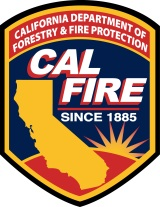 CALIFORNIA DEPARTMENT OF
FORESTRY & FIRE PROTECTION
CAL
FIRE
SINCE 1885